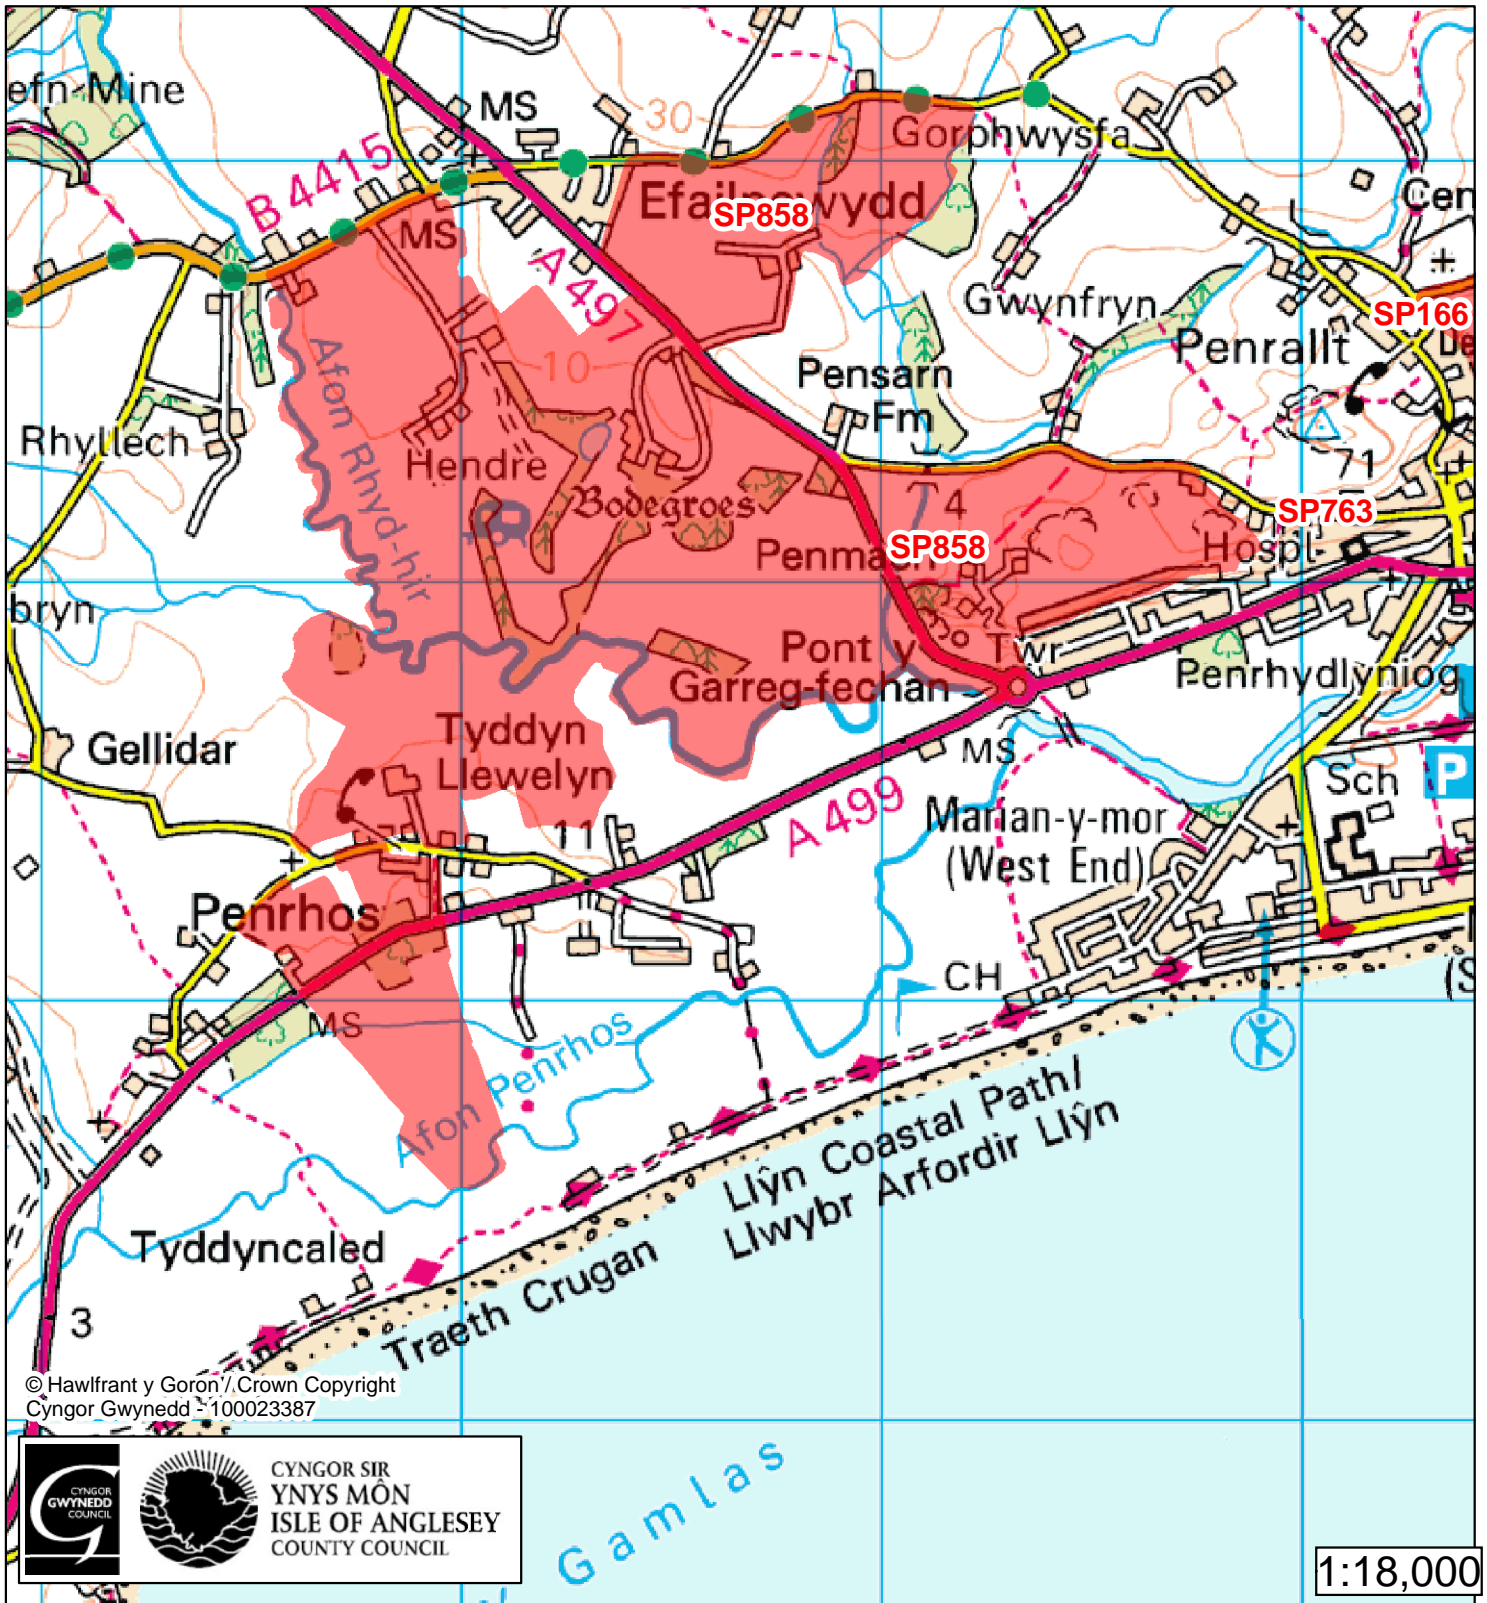 efn-Mine
MS
30
Gorphwysfa
B 4415
Efailnewydd
SP858
Cen
MS
A 497
Gwynfryn
SP166
Penrallt
De
10
Pensarn
Fm
Afon Rhyd-hir
Rhyllech
Hendre
71
Bodegroes
4
SP763
SP858
Penmaen
Hospl
bryn
Pont y
Garreg-fechan
Twr
Penrhydlyniog
Tyddyn
Llewelyn
Gellidar
MS
Sch
P
A 499
11
Marian-y-mor
(West End)
Penrhos
CH
(S
MS
Afon Penrhos
Llŷn Coastal Path/
Llwybr Arfordir Llŷn
Tyddyncaled
Traeth Crugan
3
© Hawlfraint y Goron / Crown Copyright
Cyngor Gwynedd - 100023387
CYNGOR
GWYNEDD
COUNCIL
CYNGOR SIR
YNYS MÔN
ISLE OF ANGLESEY
COUNTY COUNCIL
y Gamlas
1:18,000